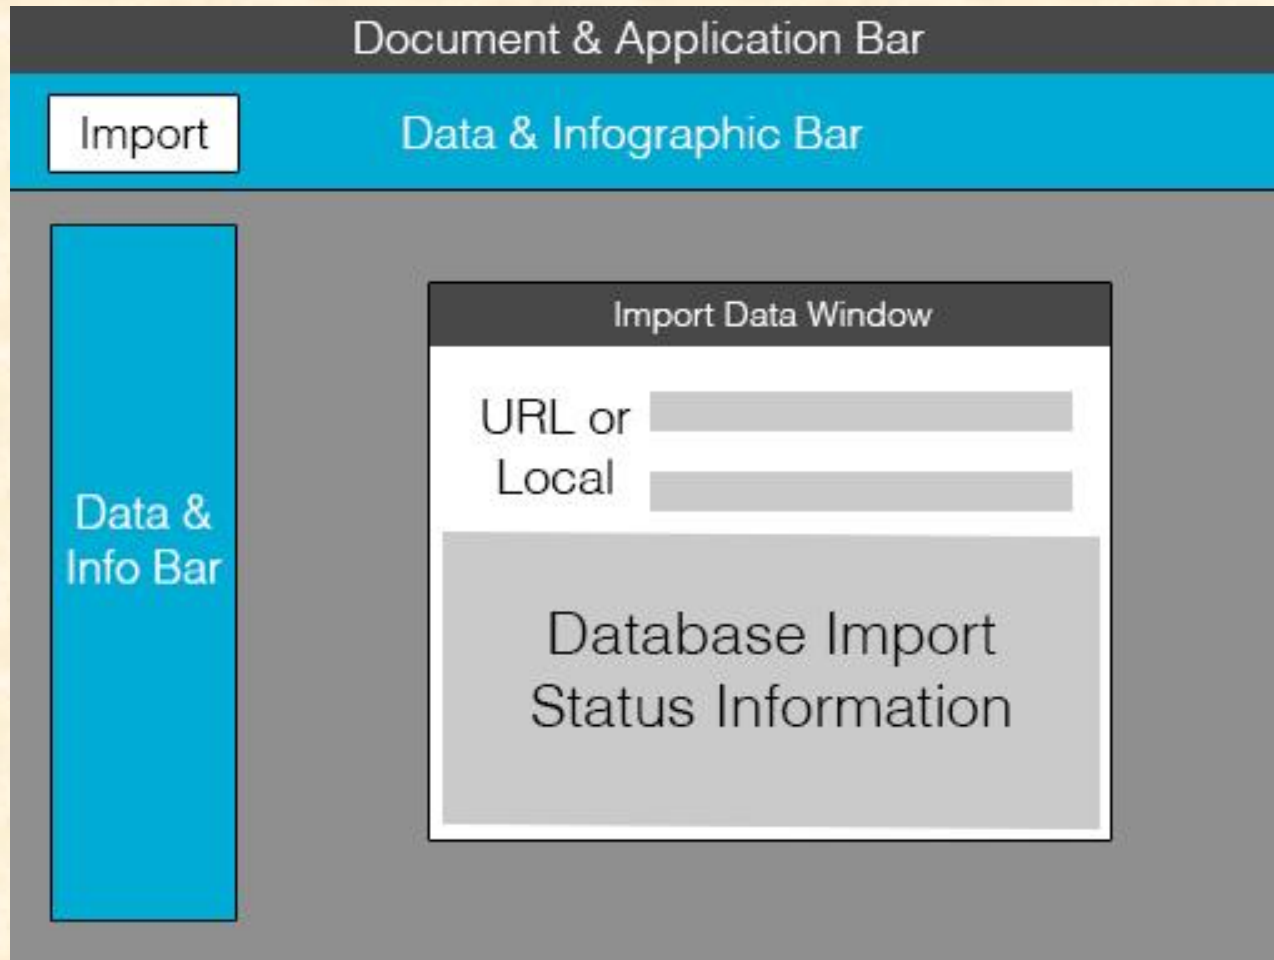 Document & Application Bar
Import
Data & Infographic Bar
Import Data Window
URL or
Local
Data &
Info Bar
Database Import
Status Information